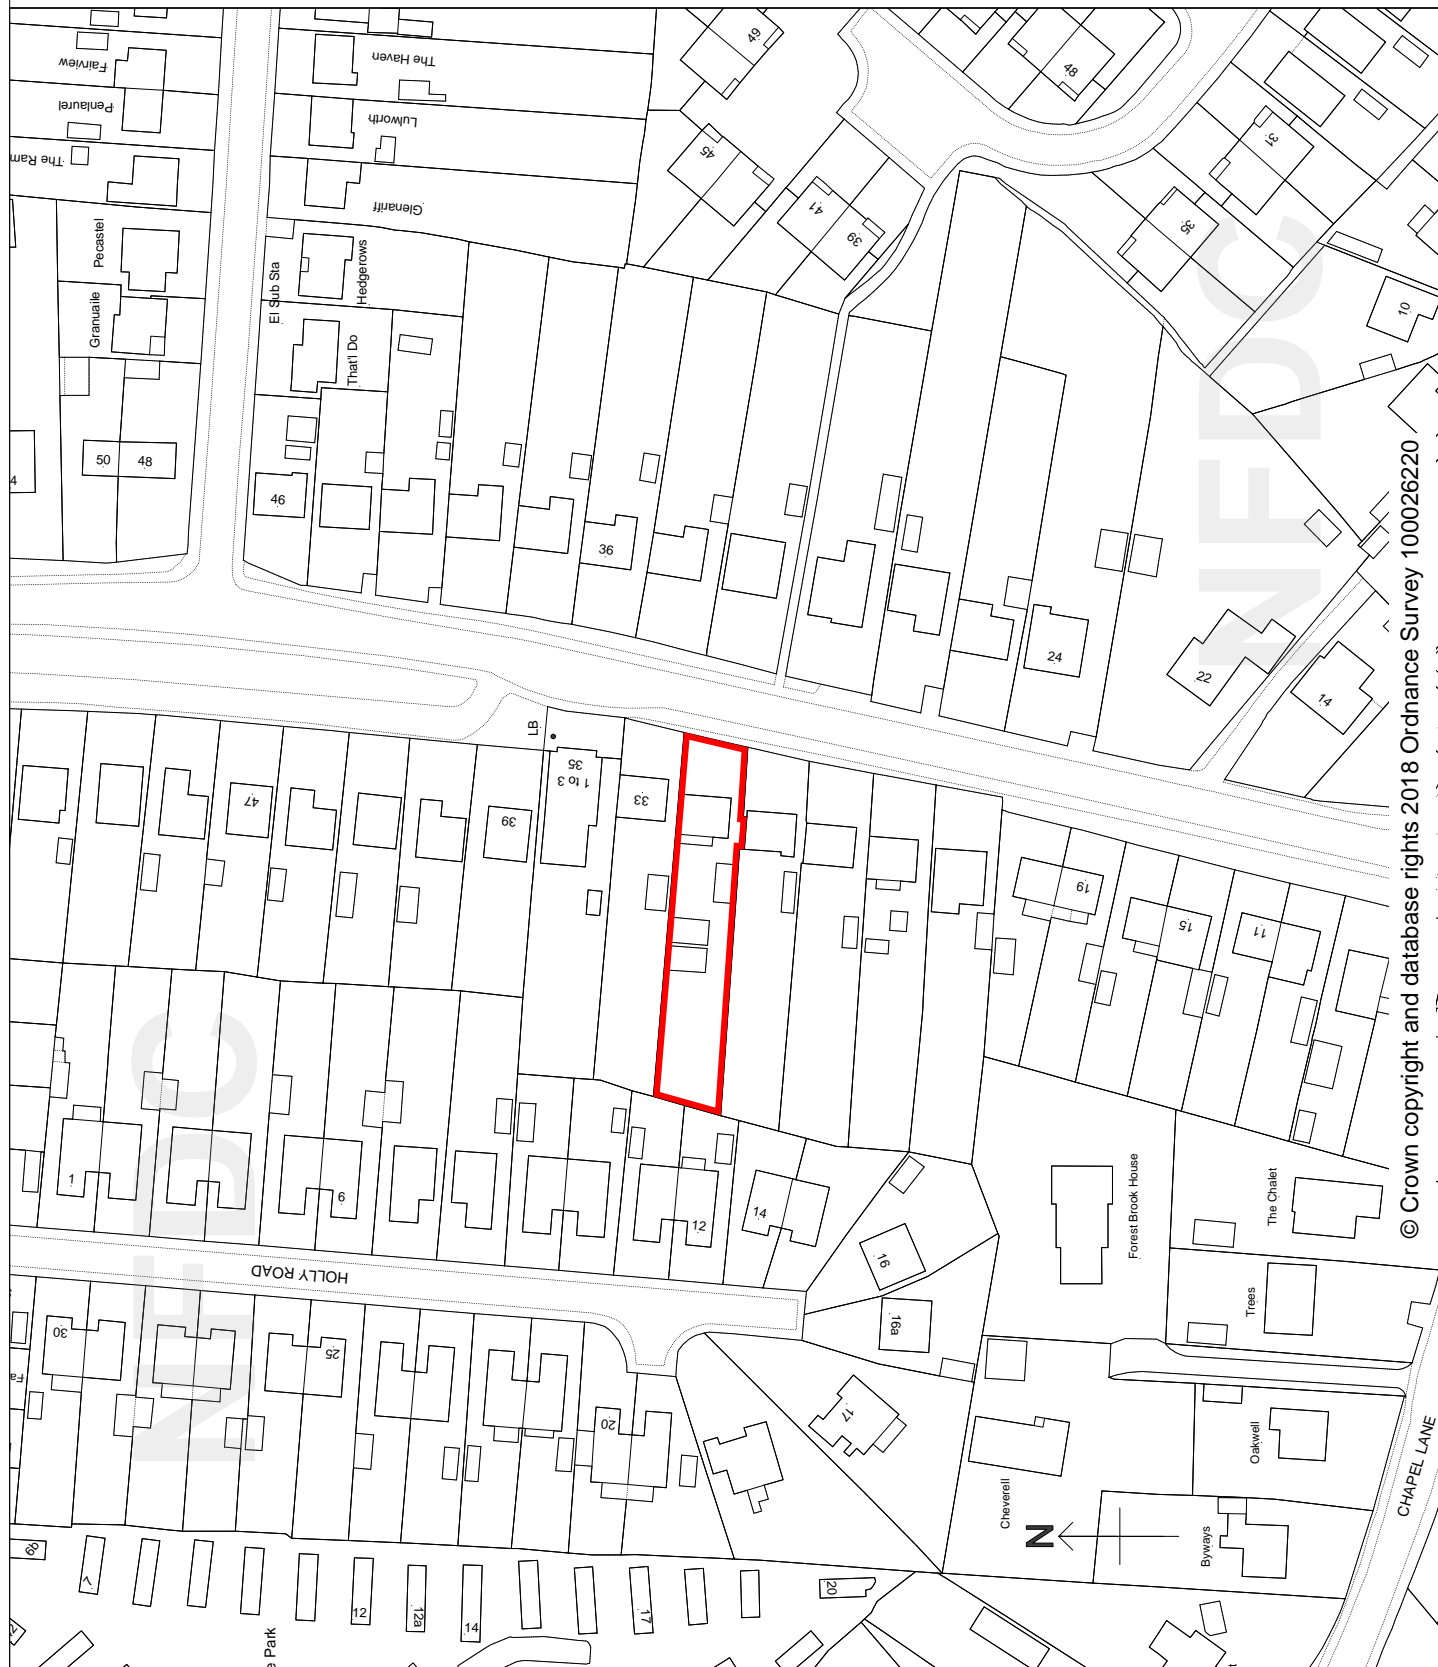 Fairview
Penlaurel
The Ram
Pecastel
Granuaile
50
48
4
The Haven
Lulworth
Glenariff
El Sub Sta
Hedgerows
That'l Do
46
36
49
48
45
41
39
31
35
10
24
22
14
NFDC
© Crown copyright and database rights 2018 Ordnance Survey 100026220
LB
35
1 to 3
33
47
39
19
15
11
NFDC
1
6
12
14
16
16a
HOLLY ROAD
30
25
20
17
Forest Brook House
The Chalet
Trees
Oakwell
Cheverell
Byways
CHAPEL LANE
N
Fa
7
12
12a
14
17
20
e Park